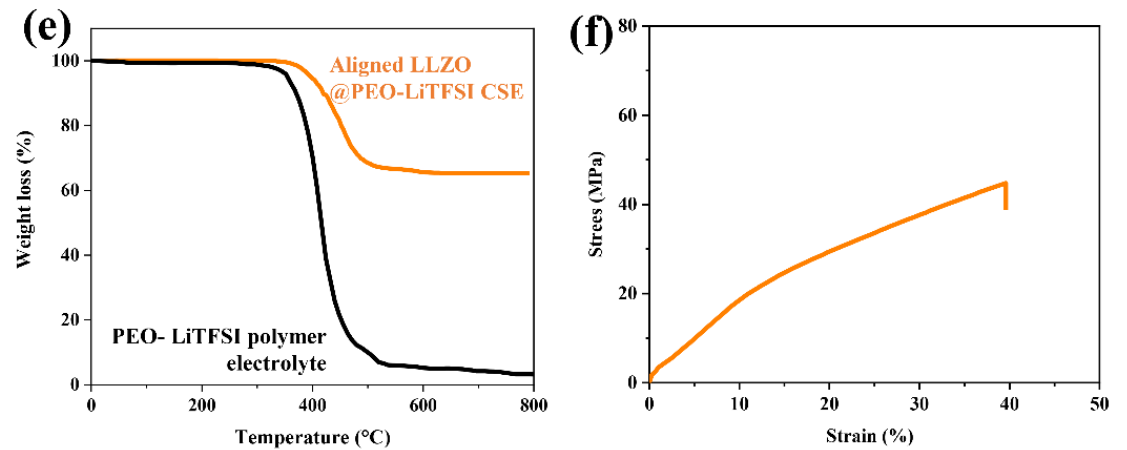 (e)
100
80
60
40
20
0
0
200
400
600
800
Weight loss (%)
Temperature (°C)
Aligned LLZO
@PEO-LiTFSI CSE
PEO- LiTFSI polymer
electrolyte
(f)
80
60
40
20
0
0
10
20
30
40
50
Strees (MPa)
Strain (%)